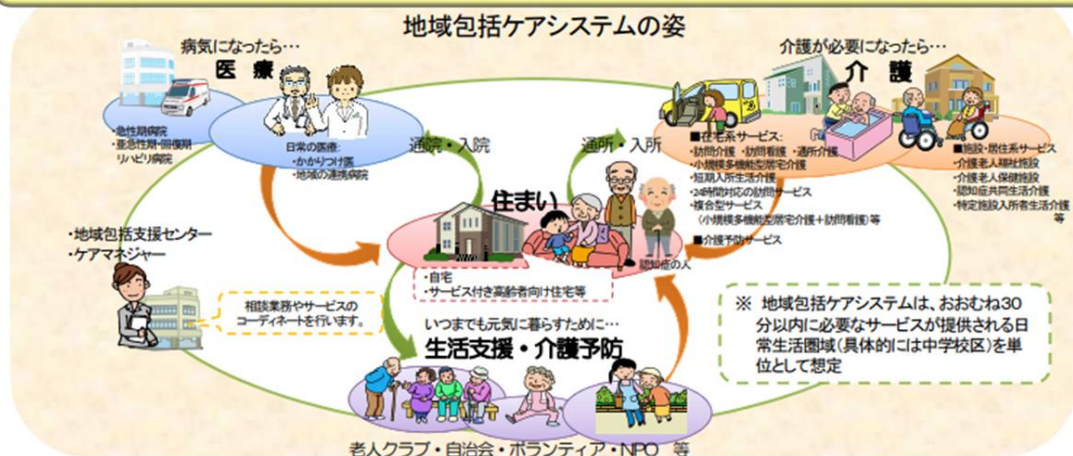 地域包括ケアシステムの姿
病気になったら…
医 療
・急性期病院
・亜急性期・回復期
リハビリ病院
日常の医療:
・かかりつけ医
・地域の連携病院
通院・入院
通所・入所
介護が必要になったら…
介 護
■在宅系サービス:
・訪問介護 ・訪問看護 ・通所介護
・小規模多機能型居宅介護
・短期入所生活介護
・24時間対応の訪問サービス
・複合型サービス
(小規模多機能型居宅介護+訪問看護)等
■介護予防サービス
■施設・居住系サービス
・介護老人福祉施設
・介護老人保健施設
・認知症共同生活介護
・特定施設入所者生活介護
等
住まい
認知症の人
・自宅
・サービス付き高齢者向け住宅等
・地域包括支援センター
・ケアマネジャー
相談業務やサービスの
コーディネートを行います。
いつまでも元気に暮らすために…
生活支援・介護予防
老人クラブ・自治会・ボランティア・NPO 等
※ 地域包括ケアシステムは、おおむね30
分以内に必要なサービスが提供される日
常生活圏域(具体的には中学校区)を単
位として想定